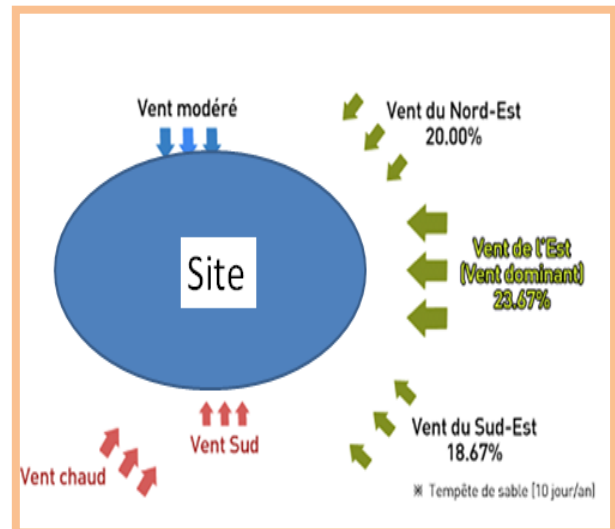 Vent modéré
Vent du Nord-Est
20.00%
Site
Vent de l'Est
(Vent dominant)
23.67%
Vent Sud
Vent chaud
Vent du Sud-Est
18.67%
※ Tempête de sable [10 jour/an]